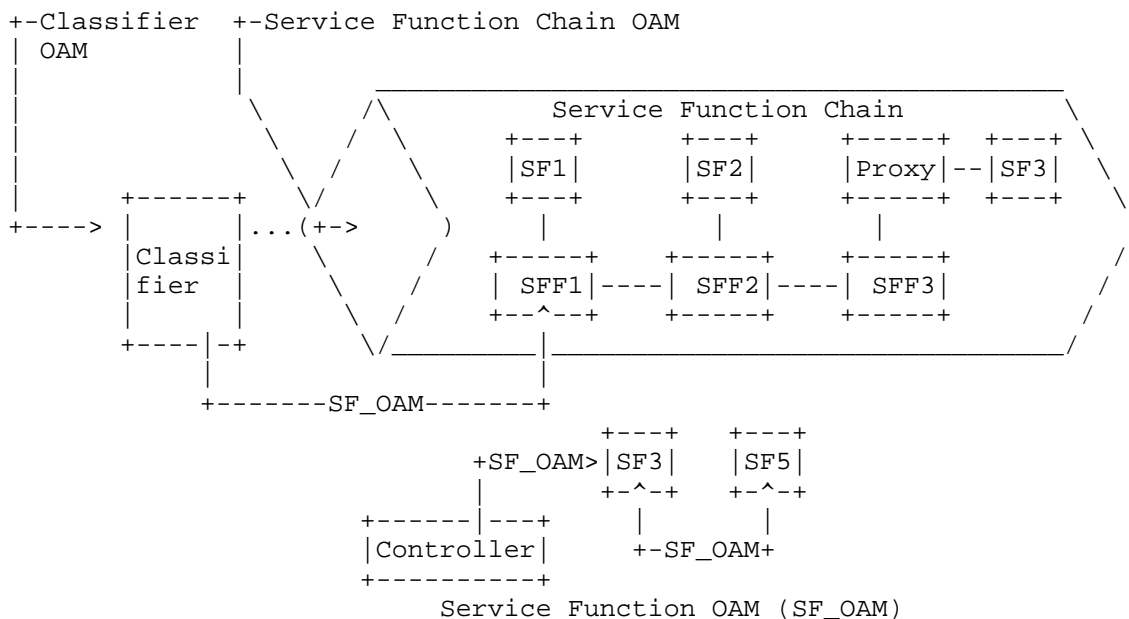 +-Classifier +-Service Function Chain OAM
OAM
Service Function Chain
SF1 SF2 Proxy SF3
Classi
fier SFF1 SFF2 SFF3
SF_OAM
SF_OAM SF3 SF5
Controller SF_OAM
Service Function OAM (SF_OAM)